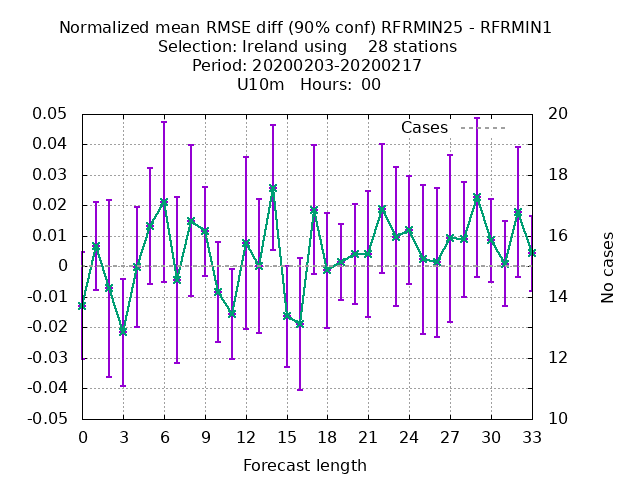 Normalized mean RMSE diff (90% conf) RFRMIN25 - RFRMIN1
Selection: Ireland using 28 stations
Period: 20200203-20200217
U10m Hours: 00
0.05
0.04
0.03
0.02
0.01
0
-0.01
-0.02
-0.03
-0.04
-0.05
Cases
20
18
16
14
12
10
No cases
0 3 6 9 12 15 18 21 24 27 30 33
Forecast length